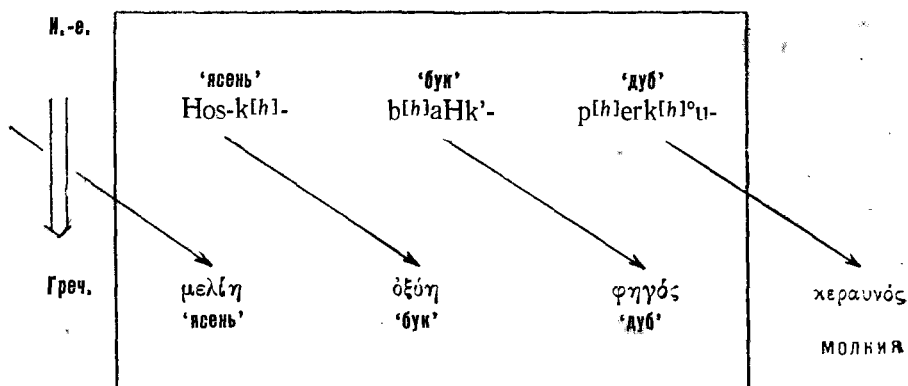 И.-е.
‘ясень’ ‘бук’ ‘дуб’
Hos-k[h]- b[h]aHk’- p[h]erk[h]°u-
Греч. μελίη ὀξύη φηγός κεραυνός
‘ясень’ ‘бук’ ‘дуб’
молния